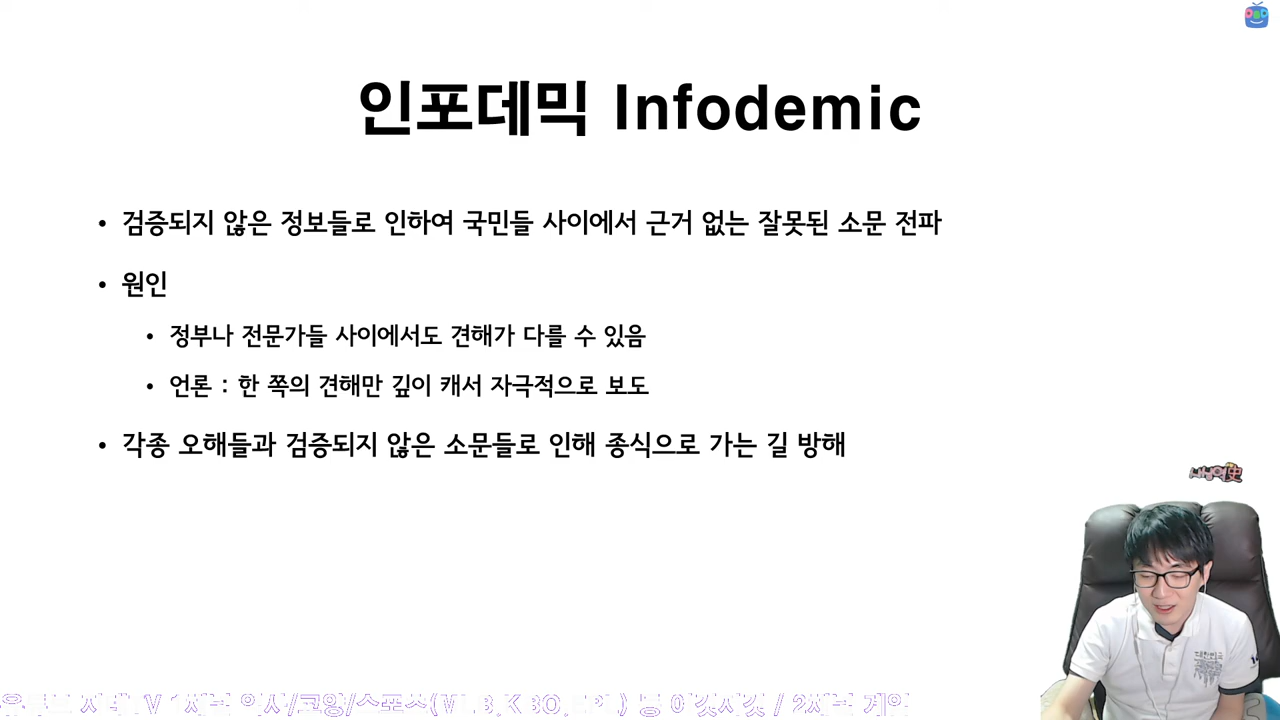 인포데믹 Infodemic
• 검증되지 않은 정보들로 인하여 국민들 사이에서 근거 없는 잘못된 소문 전파
• 원인
• 정부나 전문가들 사이에서도 견해가 다를 수 있음
• 언론 : 한 쪽의 견해만 깊이 캐서 자극적으로 보도
• 각종 오해들과 검증되지 않은 소문들로 인해 종식으로 가는 길 방해